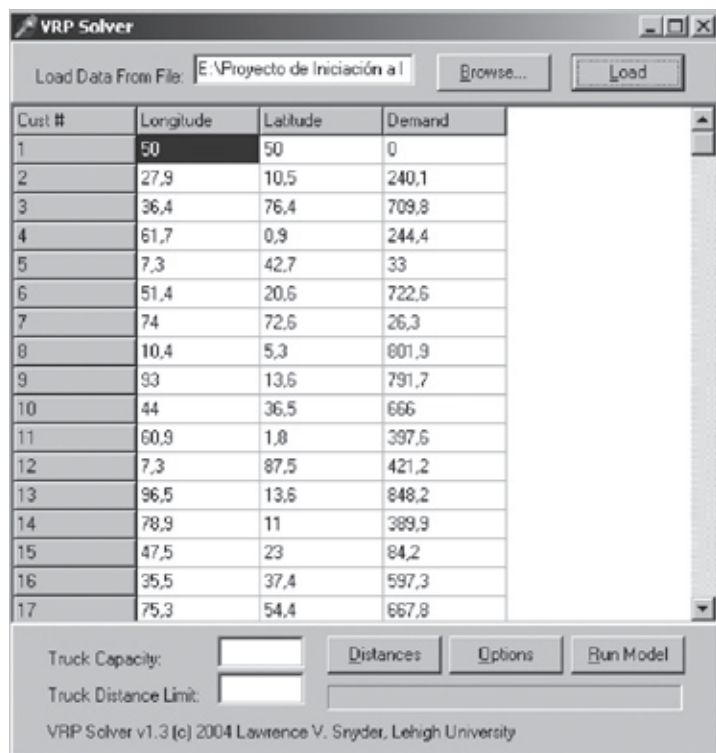 VRP Solver
Load Data From File: E:\Proyecto de Iniciación a l Browse... Load
Cust # Longitude Latitude Demand
1 50 50 0
2 27,9 10,5 240,1
3 36,4 76,4 709,8
4 61,7 0,9 244,4
5 7,3 42,7 33
6 51,4 20,6 722,6
7 74 72,6 26,3
8 10,4 5,3 801,9
9 93 13,6 791,7
10 44 36,5 666
11 60,9 1,8 397,6
12 7,3 87,5 421,2
13 96,5 13,6 848,2
14 78,9 11 389,9
15 47,5 23 84,2
16 35,5 37,4 597,3
17 75,3 54,4 667,8
Truck Capacity: Distances Options Run Model
Truck Distance Limit:
VRP Solver v1.3 (c) 2004 Lawrence V. Snyder, Lehigh University